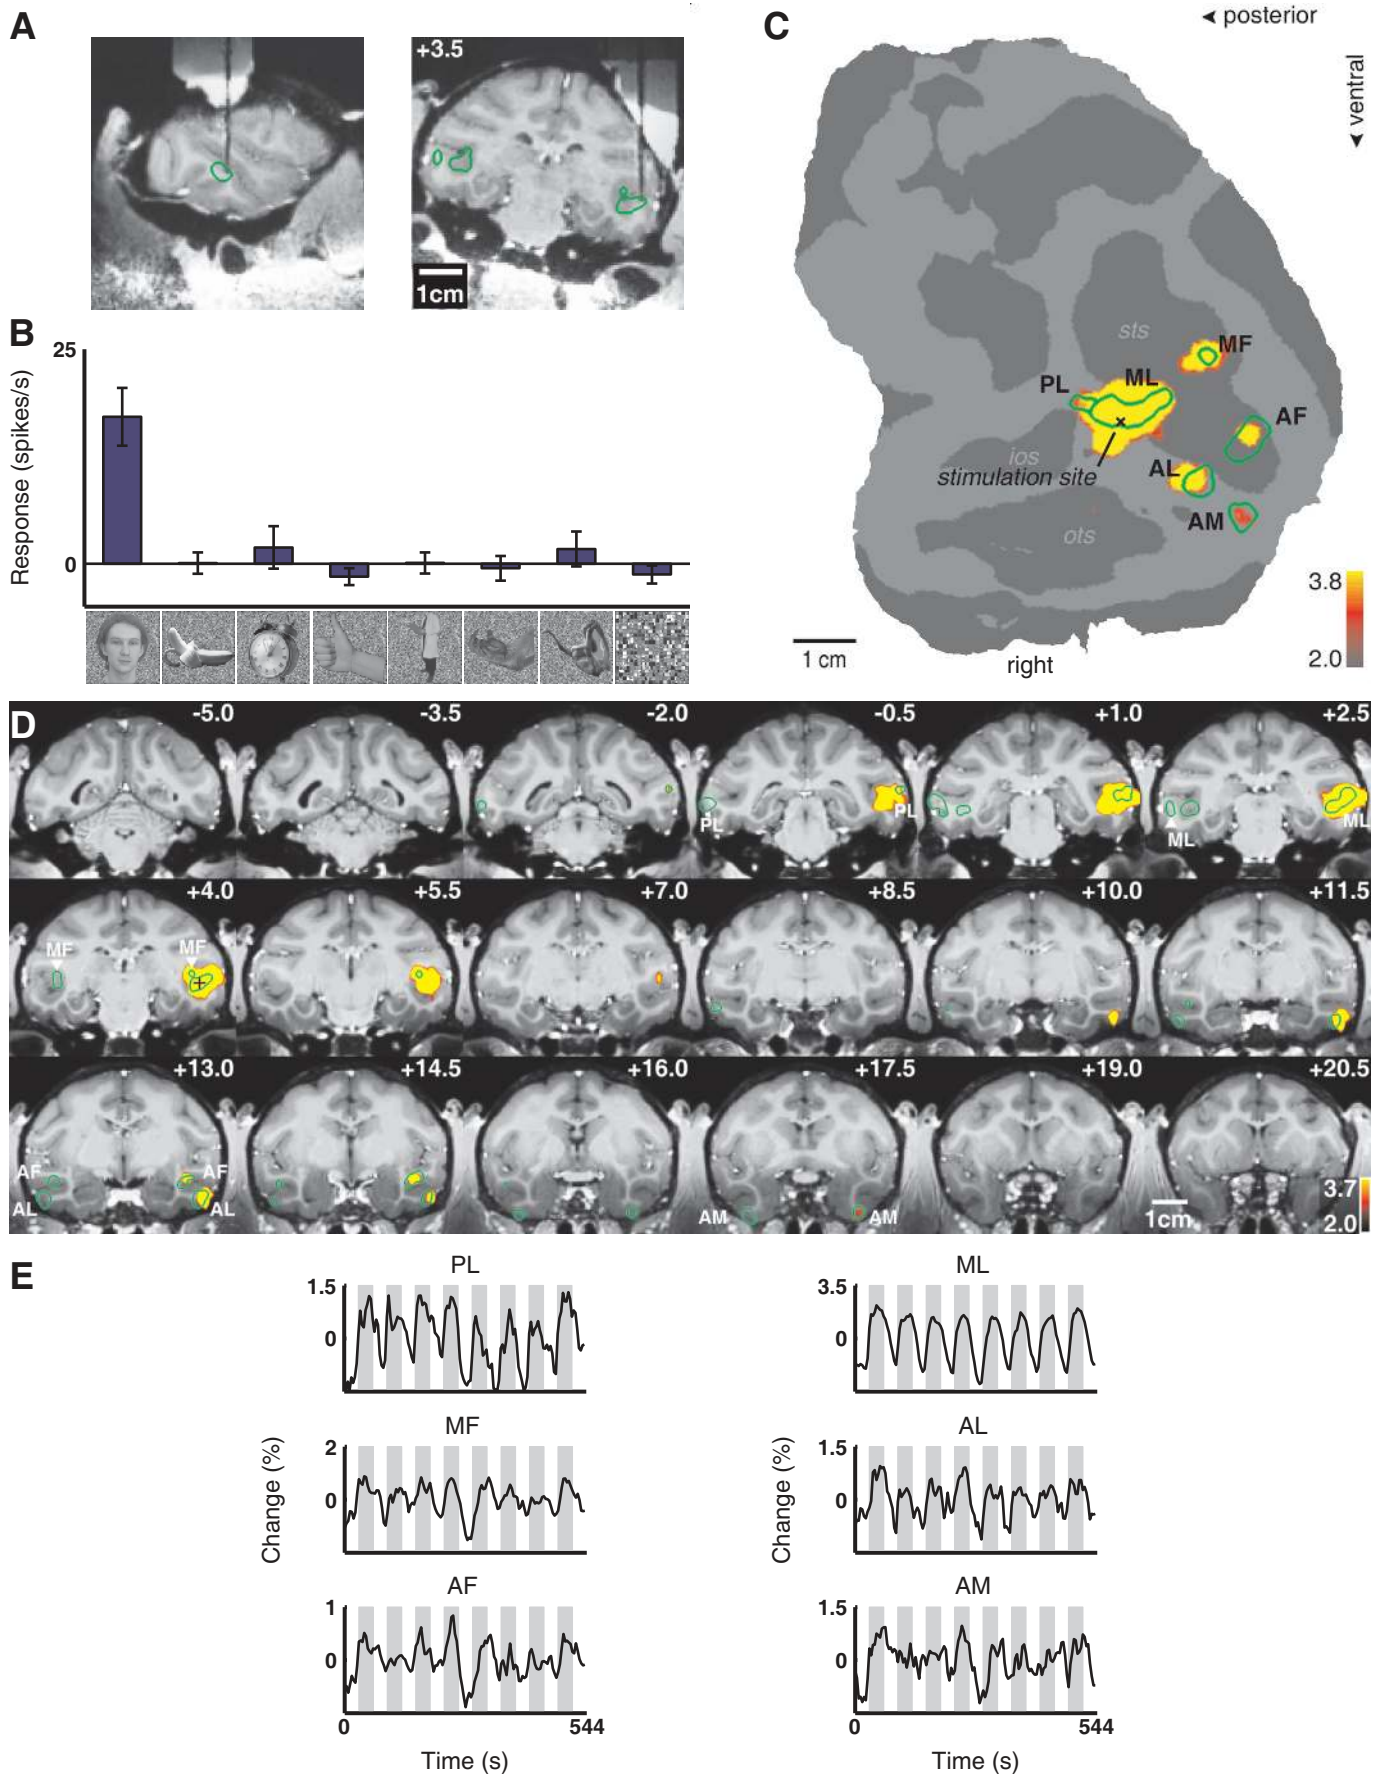 A
+3.5
1cm
B
25
0
Response (spikes/s)
C
posterior
ventral
sts
MF
PL
ML
AF
ios
stimulation site
AL
AM
ots
3.8
2.0
1 cm
right
D
-5.0
-3.5
-2.0
-0.5
+1.0
+2.5
PL
PL
ML
ML
+4.0
+5.5
+7.0
+8.5
+10.0
+11.5
MF
MF
+13.0
+14.5
+16.0
+17.5
+19.0
+20.5
AF
AF
AL
AL
AM
AM
1cm
3.7
2.0
E
PL
1.5
0
ML
3.5
0
MF
2
0
Change (%)
AL
1.5
0
Change (%)
AF
1
0
0
544
Time (s)
AM
1.5
0
0
544
Time (s)